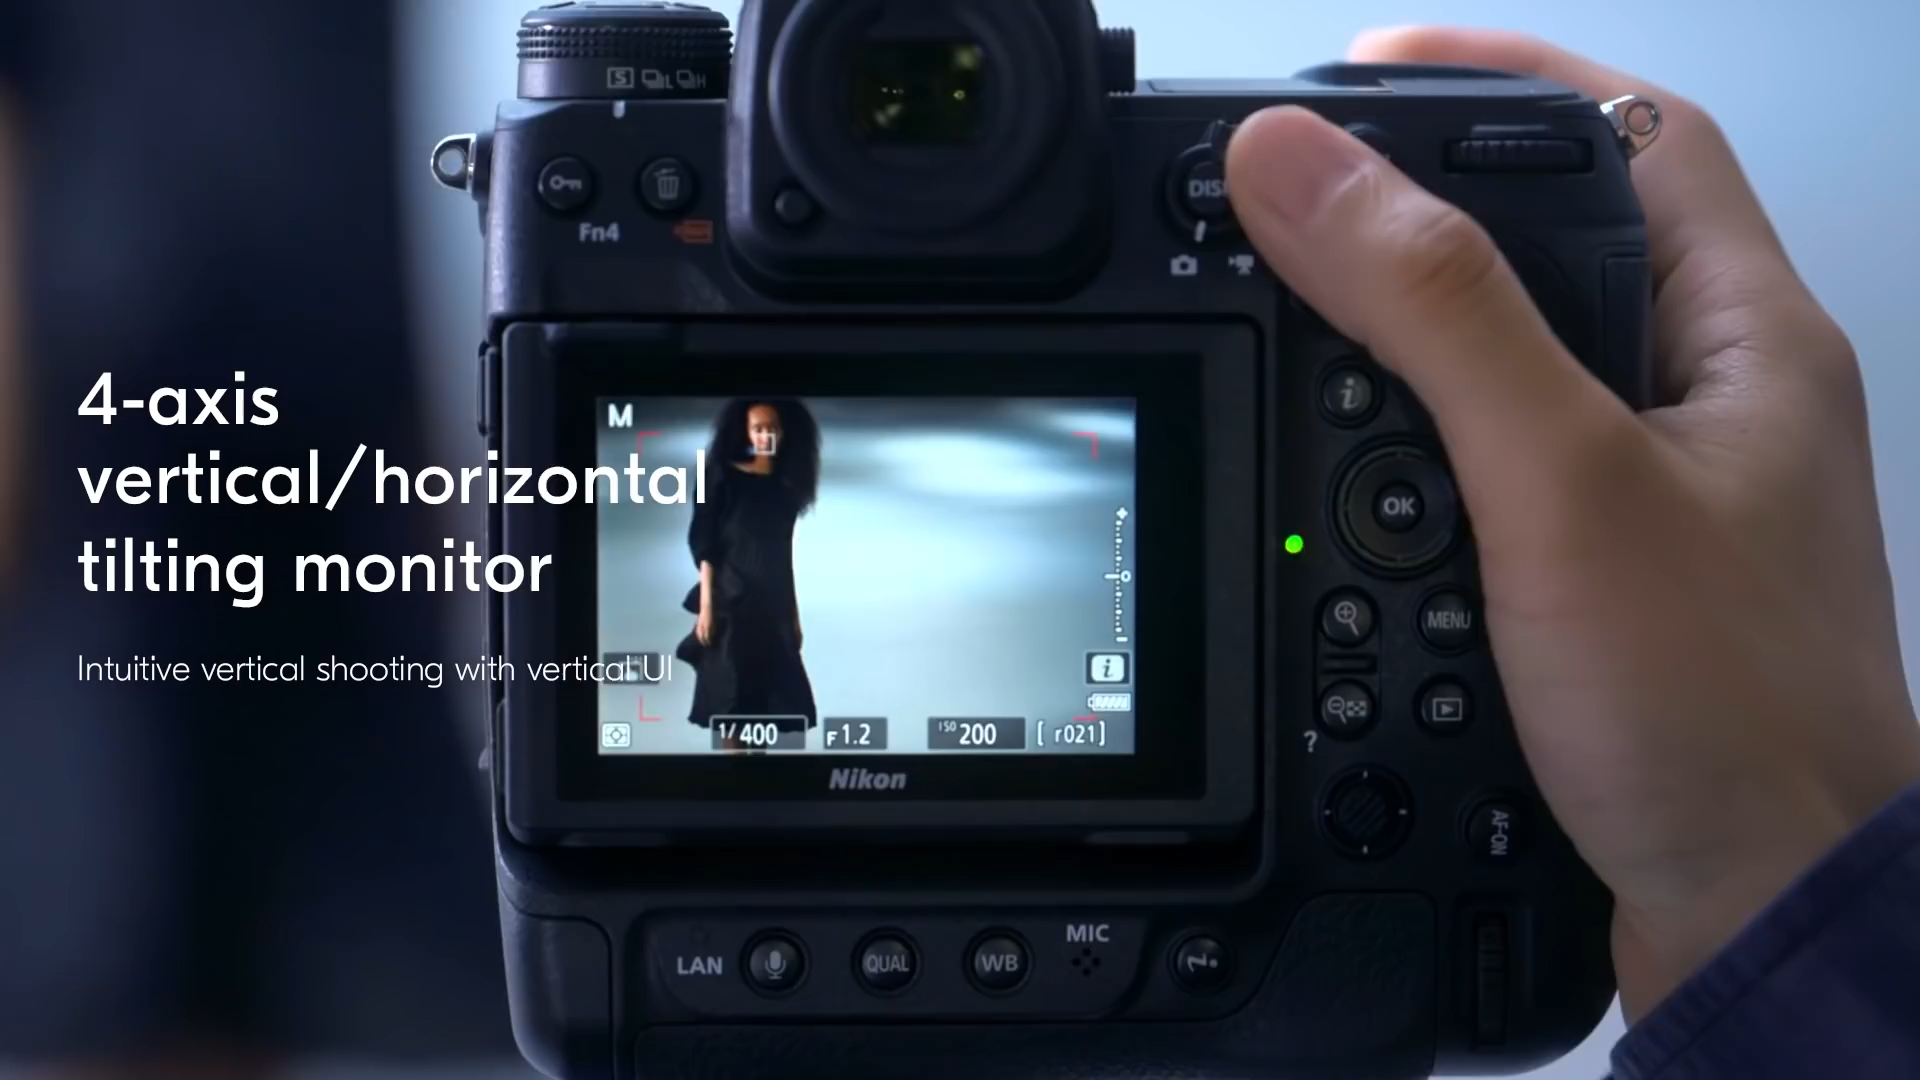 S L H
Fn4
DIS
4-axis
vertical/horizontal
tilting monitor
Intuitive vertical shooting with vertical UI
M
i
OK
MENU
i
1/400 F1.2 ISO 200 [ r021]
?
Nikon
AF-ON
LAN QUAL WB MIC